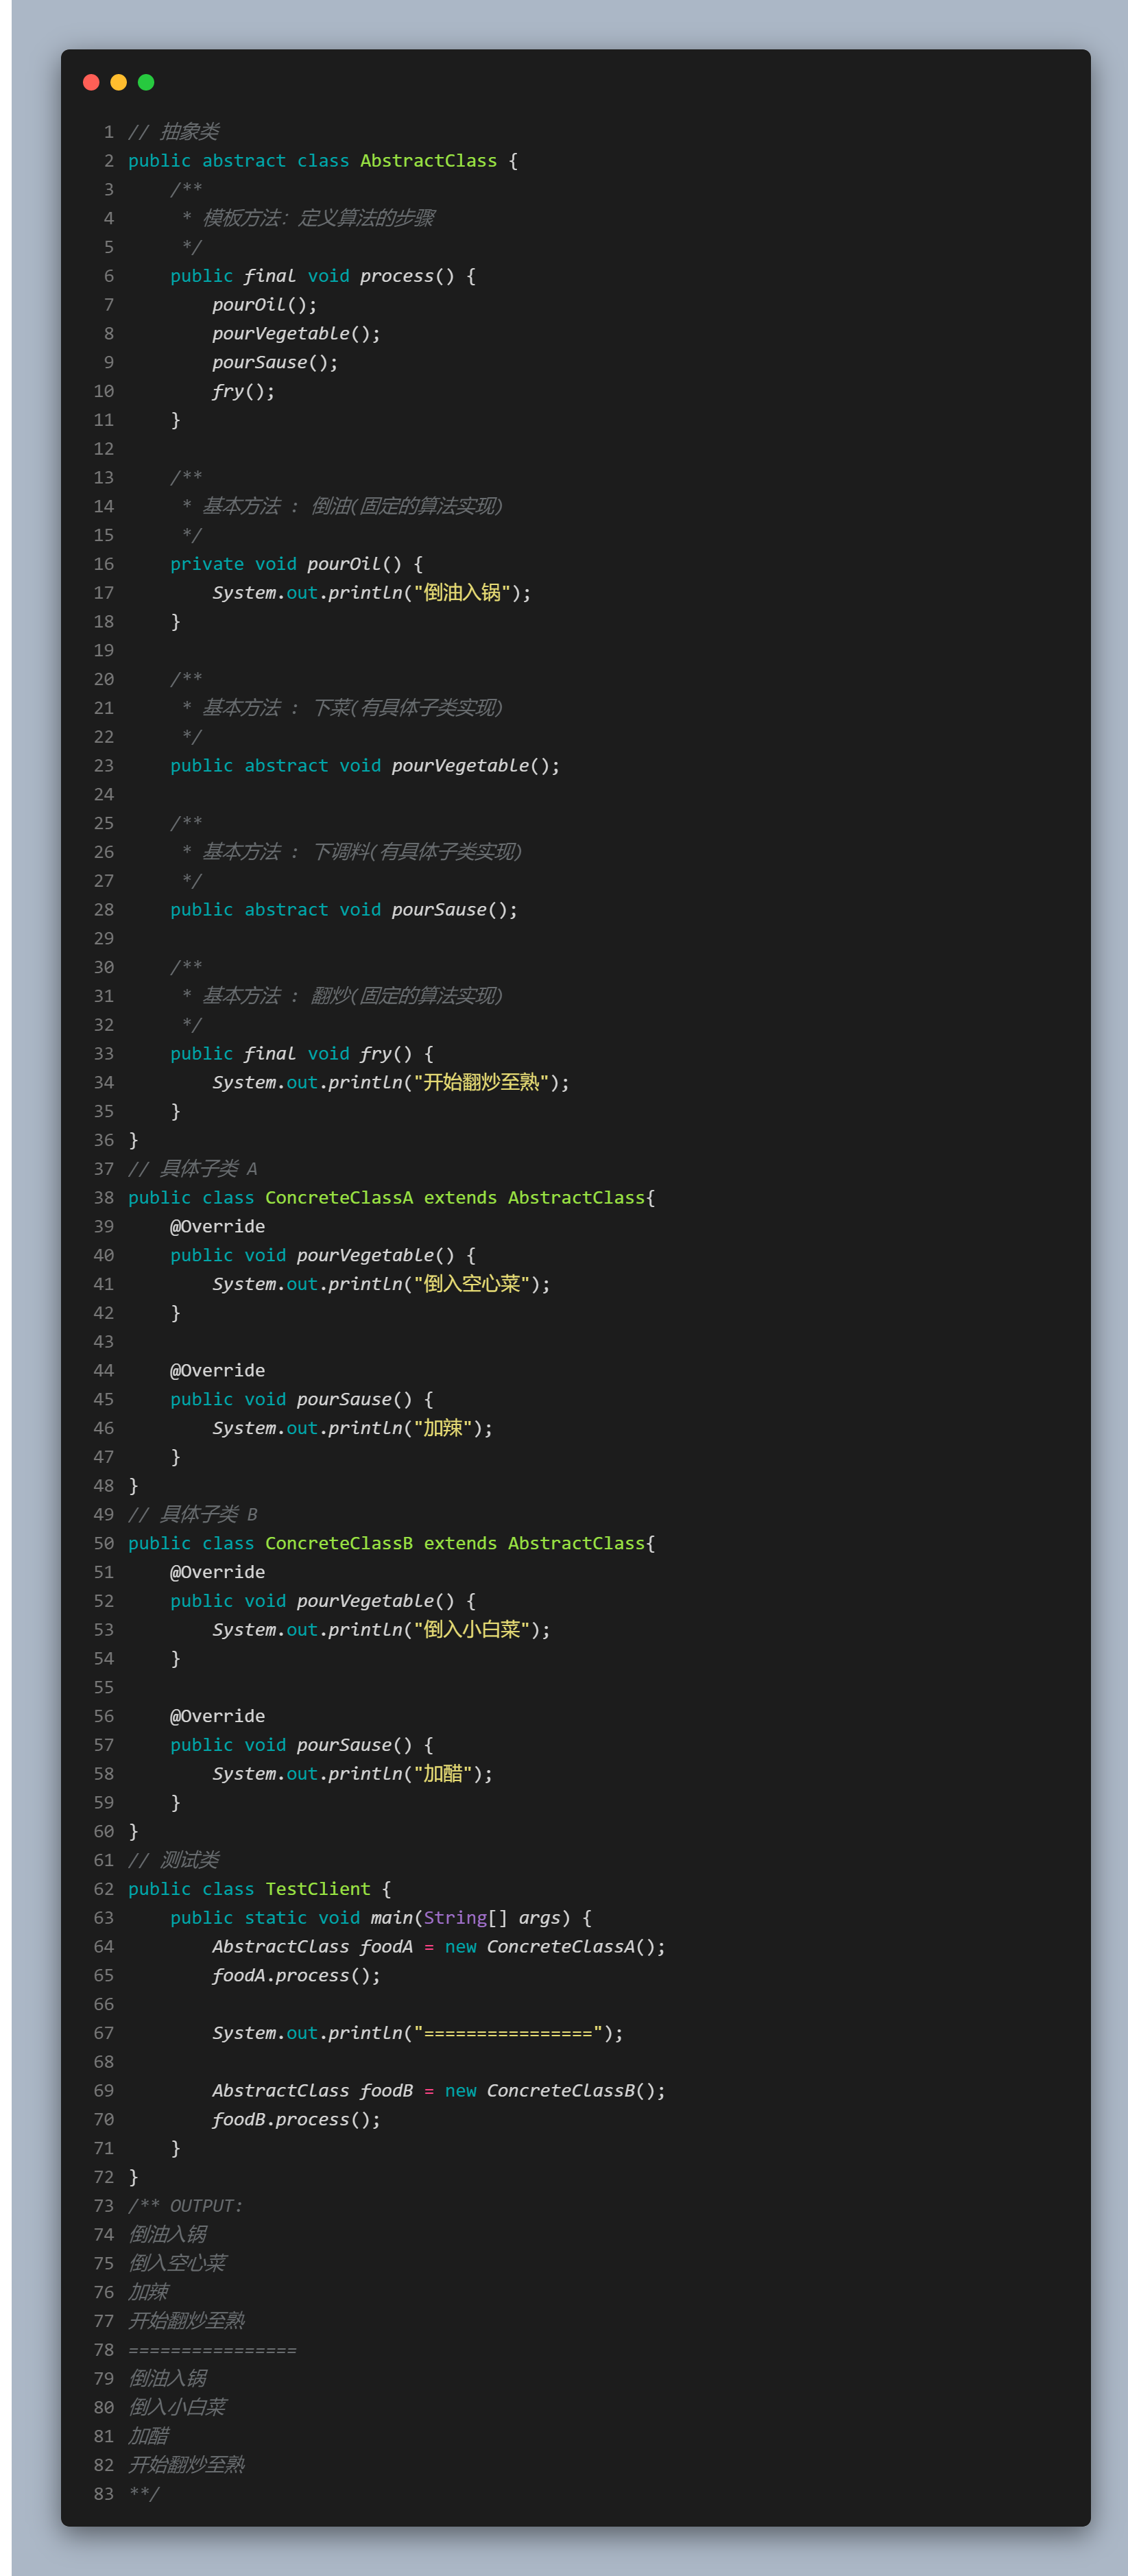 1 // 抽象类
2 public abstract class AbstractClass {
3     /**
4      * 模板方法：定义算法的步骤
5      */
6     public final void process() {
7         pourOil();
8         pourVegetable();
9         pourSause();
10         fry();
11     }
12
13     /**
14      * 基本方法 : 倒油(固定的算法实现)
15      */
16     private void pourOil() {
17         System.out.println("倒油入锅");
18     }
19
20     /**
21      * 基本方法 : 下菜(有具体子类实现)
22      */
23     public abstract void pourVegetable();
24
25     /**
26      * 基本方法 : 下调料(有具体子类实现)
27      */
28     public abstract void pourSause();
29
30     /**
31      * 基本方法 : 翻炒(固定的算法实现)
32      */
33     public final void fry() {
34         System.out.println("开始翻炒至熟");
35     }
36 }
37 // 具体子类 A
38 public class ConcreteClassA extends AbstractClass{
39     @Override
40     public void pourVegetable() {
41         System.out.println("倒入空心菜");
42     }
43
44     @Override
45     public void pourSause() {
46         System.out.println("加辣");
47     }
48 }
49 // 具体子类 B
50 public class ConcreteClassB extends AbstractClass{
51     @Override
52     public void pourVegetable() {
53         System.out.println("倒入小白菜");
54     }
55
56     @Override
57     public void pourSause() {
58         System.out.println("加醋");
59     }
60 }
61 // 测试类
62 public class TestClient {
63     public static void main(String[] args) {
64         AbstractClass foodA = new ConcreteClassA();
65         foodA.process();
66
67         System.out.println("================");
68
69         AbstractClass foodB = new ConcreteClassB();
70         foodB.process();
71     }
72 }
73 /** OUTPUT:
74 倒油入锅
75 倒入空心菜
76 加辣
77 开始翻炒至熟
78 ================
79 倒油入锅
80 倒入小白菜
81 加醋
82 开始翻炒至熟
83 **/